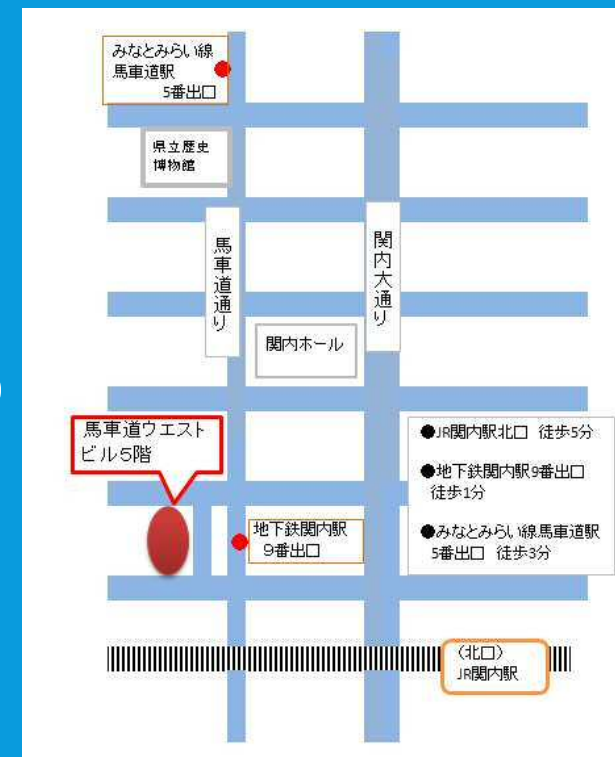 みなとみらい線
馬車道駅
5番出口
県立歴史
博物館
馬車道通り
関内大通り
関内ホール
馬車道ウエスト
ビル5階
●JR関内駅北口 徒歩5分
●地下鉄関内駅9番出口
徒歩1分
●みなとみらい線馬車道駅
5番出口 徒歩3分
地下鉄関内駅
9番出口
(北口)
JR関内駅